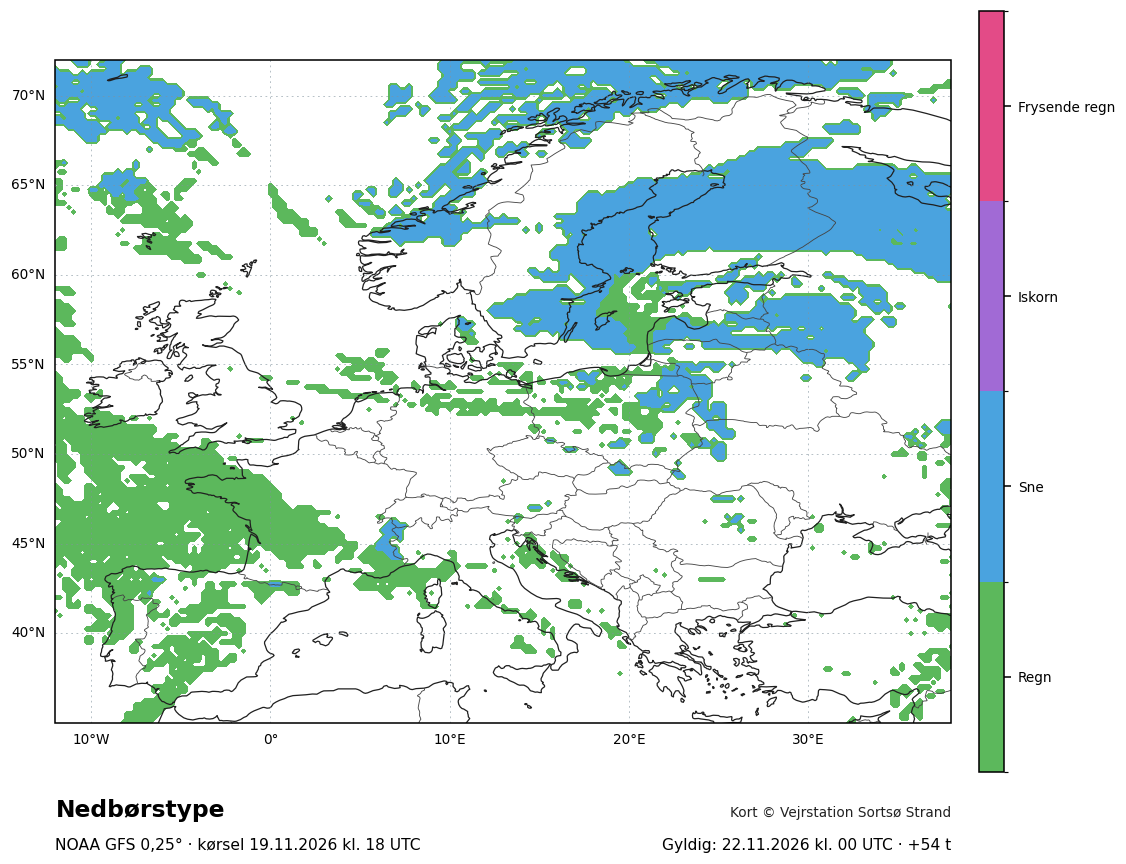 70°N
65°N
60°N
55°N
50°N
45°N
40°N
10°W
0°
10°E
20°E
30°E
Frysende regn
Iskorn
Sne
Regn
Nedbørstype
Kort © Vejrstation Sortsø Strand
NOAA GFS 0,25° · kørsel 19.11.2026 kl. 18 UTC
Gyldig: 22.11.2026 kl. 00 UTC · +54 t